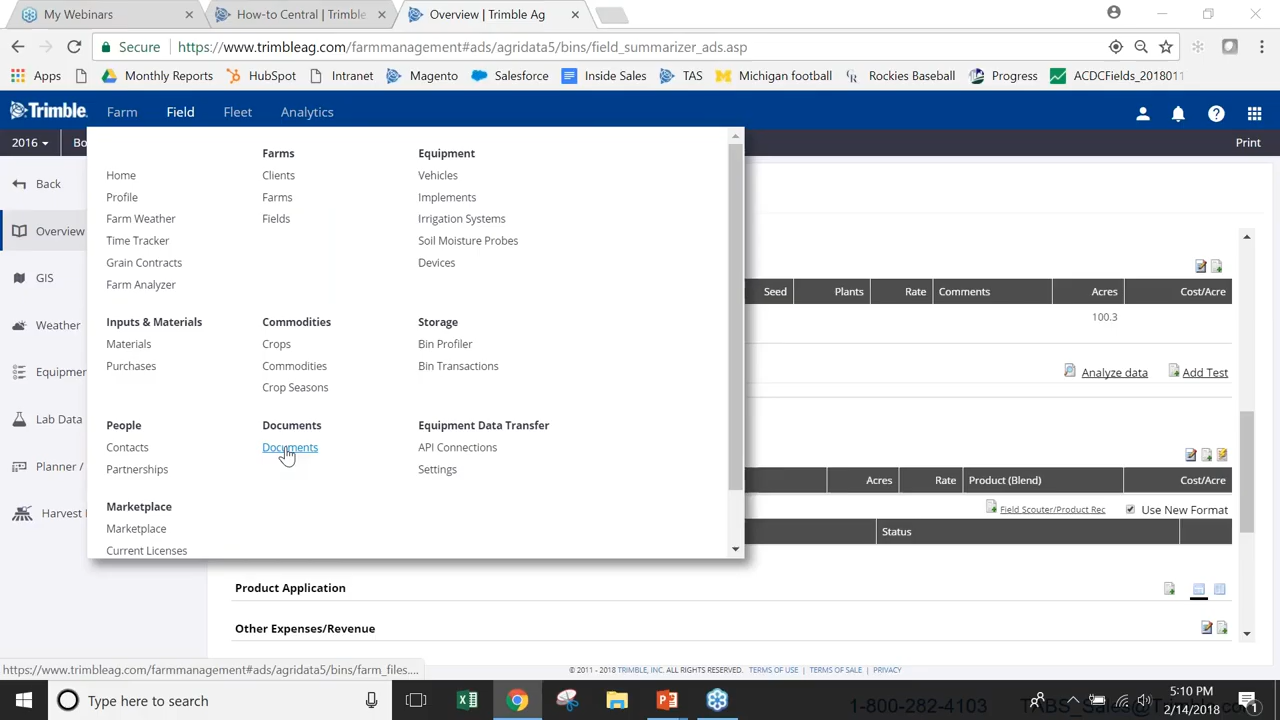 My Webinars
How-to Central | Trimble
Overview | Trimble Ag
Secure
https://www.trimbleag.com/farmmanagement#ads/agridata5/bins/field_summarizer_ads.asp
Apps
Monthly Reports
HubSpot
Intranet
Magento
Salesforce
Inside Sales
TAS
Michigan football
Rockies Baseball
Progress
ACDCFields_2018011
Trimble
Farm
Field
Fleet
Analytics
2016
Bo
Print
Back
Overview
GIS
Weather
Equipmen
Lab Data
Planner /
Harvest
Home
Profile
Farm Weather
Time Tracker
Grain Contracts
Farm Analyzer
Farms
Clients
Farms
Fields
Equipment
Vehicles
Implements
Irrigation Systems
Soil Moisture Probes
Devices
Inputs & Materials
Materials
Purchases
Commodities
Crops
Commodities
Crop Seasons
Storage
Bin Profiler
Bin Transactions
People
Contacts
Partnerships
Documents
Documents
Equipment Data Transfer
API Connections
Settings
Marketplace
Marketplace
Current Licenses
Seed
Plants
Rate
Comments
Acres
Cost/Acre
100.3
Analyze data
Add Test
Acres
Rate
Product (Blend)
Cost/Acre
Field Scouter/Product Rec
Use New Format
Status
Product Application
Other Expenses/Revenue
https://www.trimbleag.com/farmmanagement#ads/agridata5/bins/farm_files....
© 2011 - 2018 TRIMBLE, INC. ALL RIGHTS RESERVED. TERMS OF USE | TERMS OF SALE | PRIVACY
Type here to search
1-800-282-4103
5:10 PM
2/14/2018
1